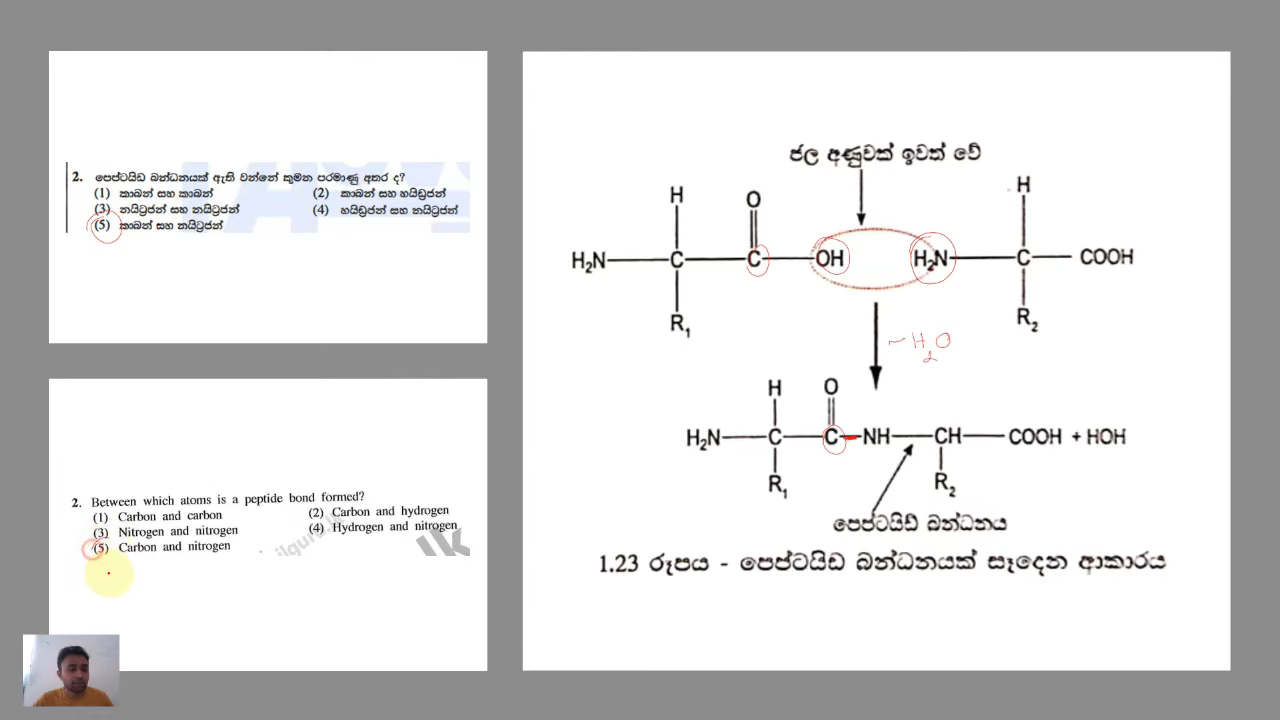 2. පෙප්ටයිඩ බන්ධනයක් ඇති වන්නේ කුමන පරමාණු අතර ද?
(1) කාබන් සහ කාබන් (2) කාබන් සහ හයිඩ්‍රජන්
(3) නයිට්‍රජන් සහ නයිට්‍රජන් (4) හයිඩ්‍රජන් සහ නයිට්‍රජන්
(5) කාබන් සහ නයිට්‍රජන්
2. Between which atoms is a peptide bond formed?
(1) Carbon and carbon (2) Carbon and hydrogen
(3) Nitrogen and nitrogen (4) Hydrogen and nitrogen
(5) Carbon and nitrogen
ජල අණුවක් ඉවත් වේ
H O H
H₂N C C OH H₂N C COOH
R₁ R₂
~ H₂O
H O
H₂N C C NH CH COOH + HOH
R₁ R₂
පෙප්ටයිඩ් බන්ධනය
1.23 රූපය - පෙප්ටයිඩ බන්ධනයක් සෑදෙන ආකාරය